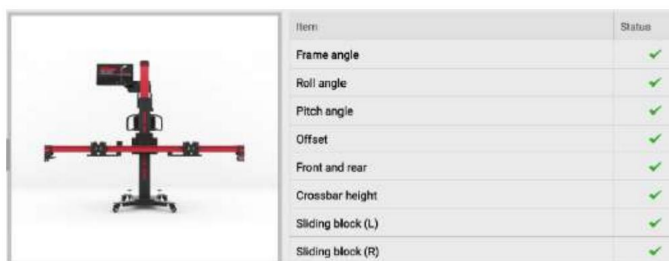 Item Status
Frame angle
Roll angle
Pitch angle
Offset
Front and rear
Crossbar height
Sliding block (L)
Sliding block (R)